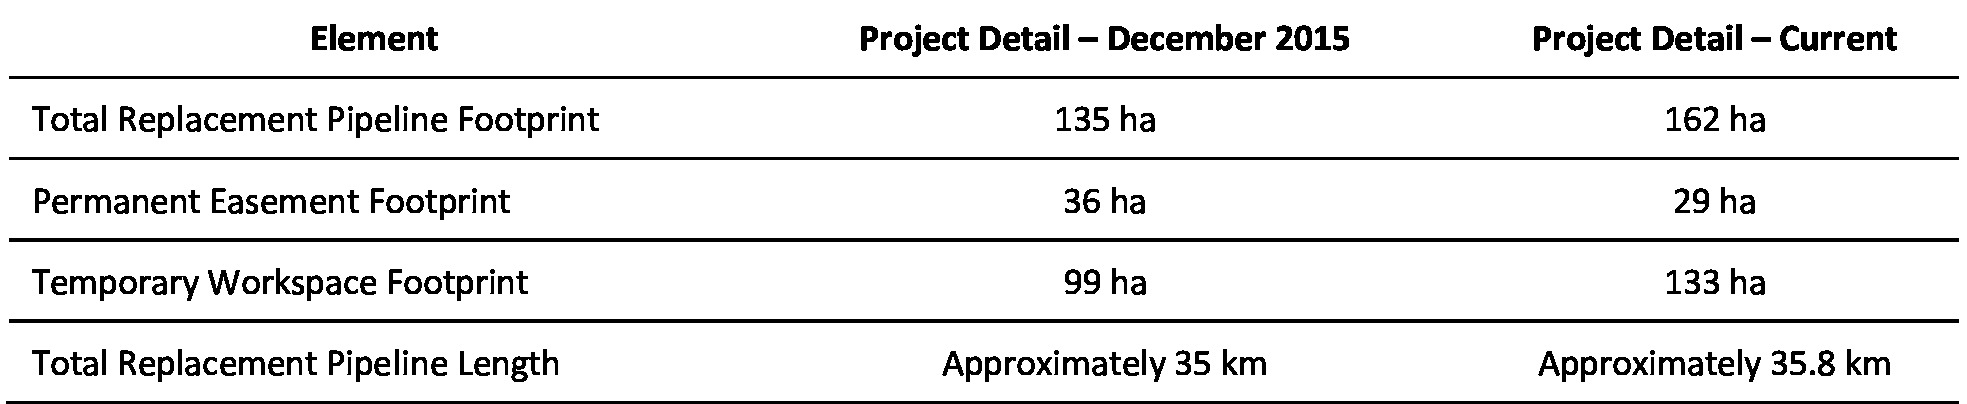 Element Project Detail – December 2015 Project Detail – Current
Total Replacement Pipeline Footprint 135 ha 162 ha
Permanent Easement Footprint 36 ha 29 ha
Temporary Workspace Footprint 99 ha 133 ha
Total Replacement Pipeline Length Approximately 35 km Approximately 35.8 km